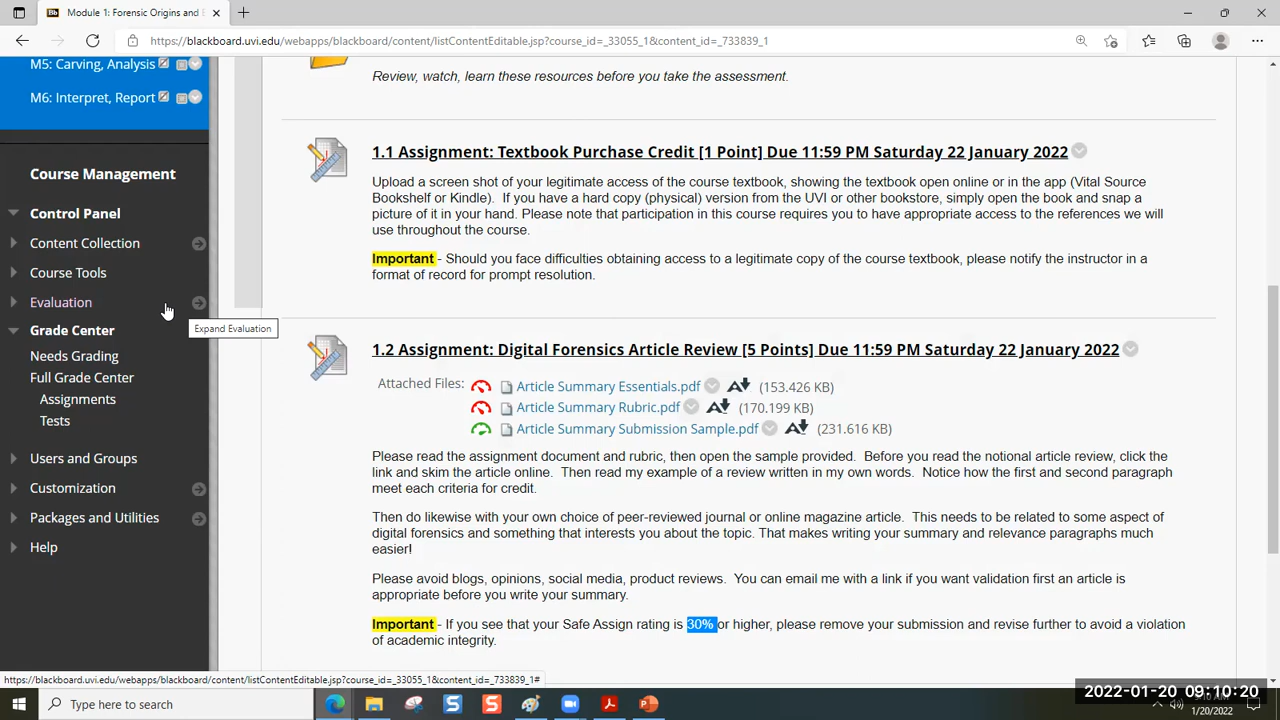 Module 1: Forensic Origins and
https://blackboard.uvi.edu/webapps/blackboard/content/listContentEditable.jsp?course_id=_33055_1&content_id=_733839_1
M5: Carving, Analysis
M6: Interpret, Report
Course Management
Control Panel
Content Collection
Course Tools
Evaluation
Expand Evaluation
Grade Center
Needs Grading
Full Grade Center
Assignments
Tests
Users and Groups
Customization
Packages and Utilities
Help
Review, watch, learn these resources before you take the assessment.
1.1 Assignment: Textbook Purchase Credit [1 Point] Due 11:59 PM Saturday 22 January 2022
Upload a screen shot of your legitimate access of the course textbook, showing the textbook open online or in the app (Vital Source
Bookshelf or Kindle). If you have a hard copy (physical) version from the UVI or other bookstore, simply open the book and snap a
picture of it in your hand. Please note that participation in this course requires you to have appropriate access to the references we will
use throughout the course.
Important - Should you face difficulties obtaining access to a legitimate copy of the course textbook, please notify the instructor in a
format of record for prompt resolution.
1.2 Assignment: Digital Forensics Article Review [5 Points] Due 11:59 PM Saturday 22 January 2022
Attached Files: Article Summary Essentials.pdf (153.426 KB)
Article Summary Rubric.pdf (170.199 KB)
Article Summary Submission Sample.pdf (231.616 KB)
Please read the assignment document and rubric, then open the sample provided. Before you read the notional article review, click the
link and skim the article online. Then read my example of a review written in my own words. Notice how the first and second paragraph
meet each criteria for credit.
Then do likewise with your own choice of peer-reviewed journal or online magazine article. This needs to be related to some aspect of
digital forensics and something that interests you about the topic. That makes writing your summary and relevance paragraphs much
easier!
Please avoid blogs, opinions, social media, product reviews. You can email me with a link if you want validation first an article is
appropriate before you write your summary.
Important - If you see that your Safe Assign rating is 30% or higher, please remove your submission and revise further to avoid a violation
of academic integrity.
https://blackboard.uvi.edu/webapps/blackboard/content/listContentEditable.jsp?course_id=_33055_1&content_id=_733839_1#
Type here to search
2022-01-20 09:10:20
1/20/2022